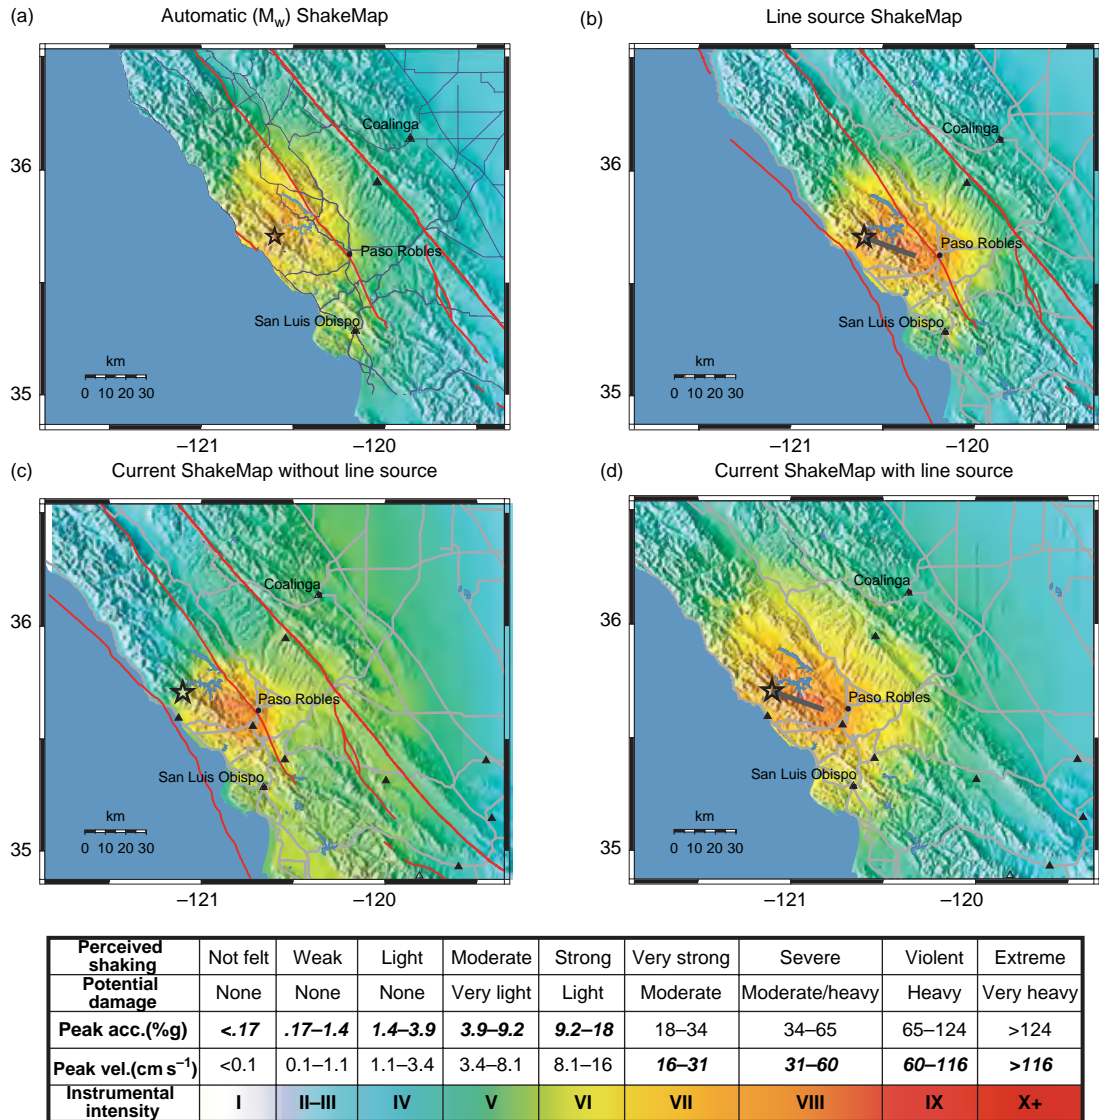 (a)
Automatic (Mw) ShakeMap
(b)
Line source ShakeMap
Coalinga
Paso Robles
San Luis Obispo
km
0 10 20 30
36
35
–121
–120
Coalinga
Paso Robles
San Luis Obispo
km
0 10 20 30
36
35
–121
–120
(c)
Current ShakeMap without line source
(d)
Current ShakeMap with line source
Coalinga
Paso Robles
San Luis Obispo
km
0 10 20 30
36
35
–121
–120
Coalinga
Paso Robles
San Luis Obispo
km
0 10 20 30
36
35
–121
–120
Perceived shaking Not felt Weak Light Moderate Strong Very strong Severe Violent Extreme
Potential damage None None None Very light Light Moderate Moderate/heavy Heavy Very heavy
Peak acc.(%g) <.17 .17–1.4 1.4–3.9 3.9–9.2 9.2–18 18–34 34–65 65–124 >124
Peak vel.(cm s–1) <0.1 0.1–1.1 1.1–3.4 3.4–8.1 8.1–16 16–31 31–60 60–116 >116
Instrumental intensity I II–III IV V VI VII VIII IX X+